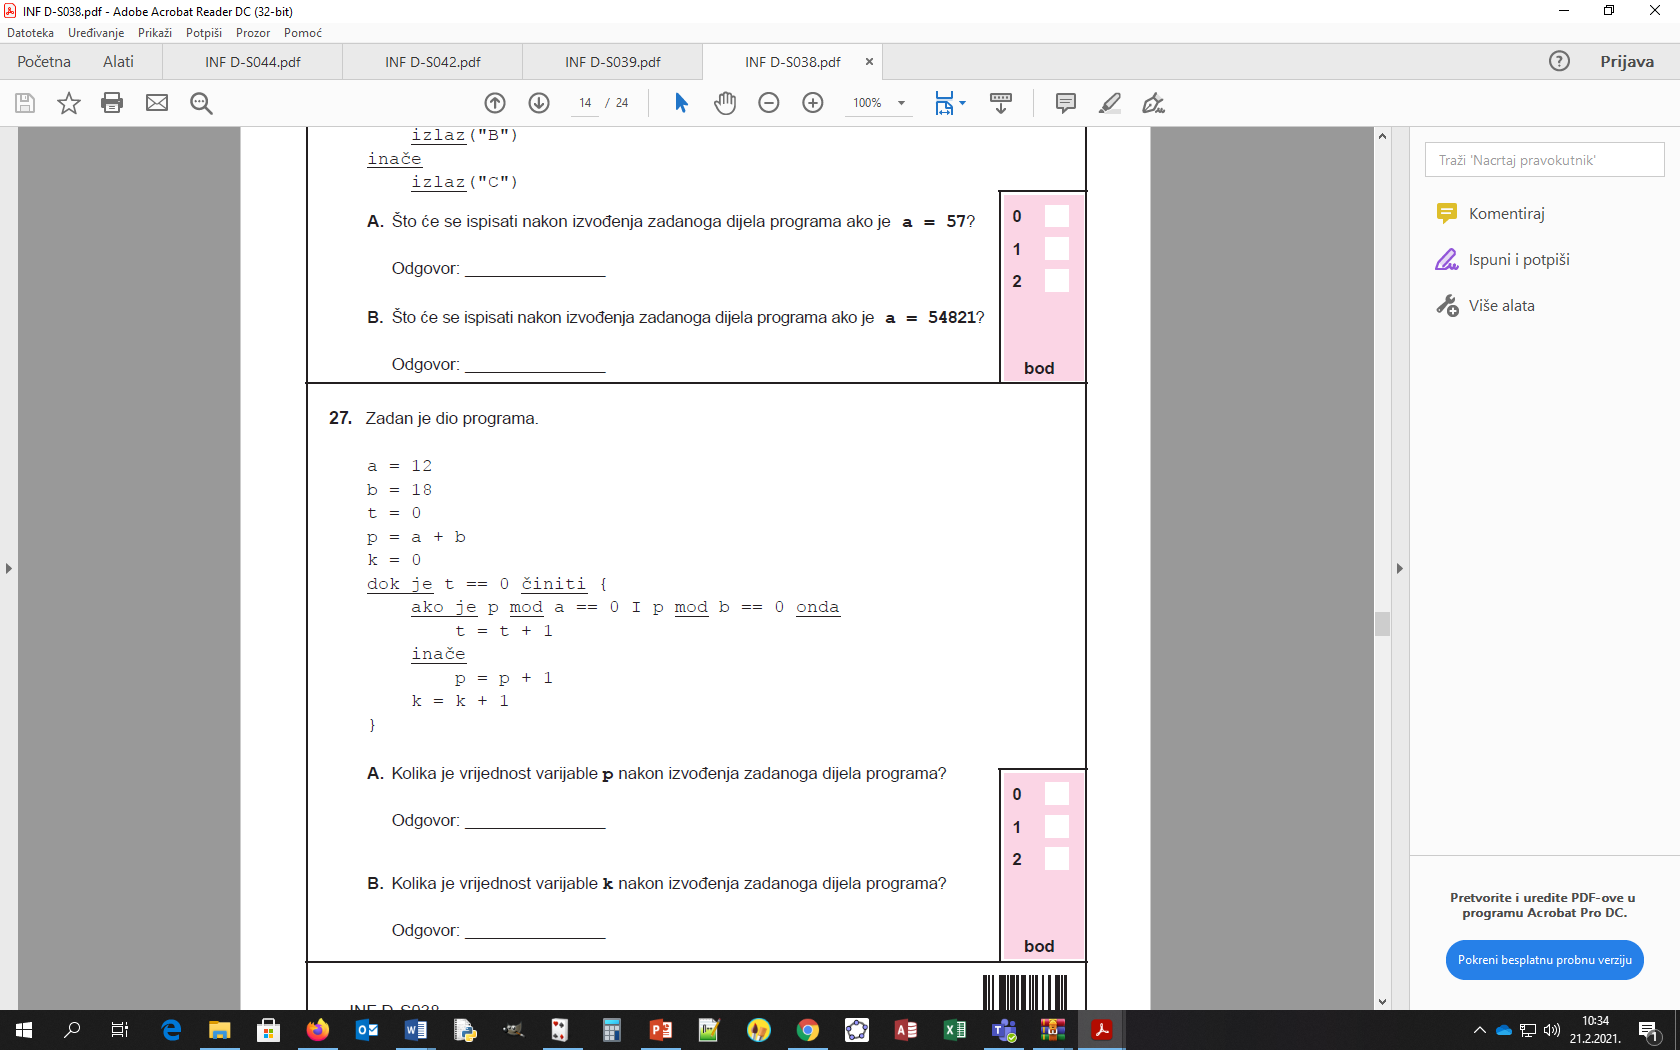 INF D-S038.pdf - Adobe Acrobat Reader DC (32-bit)
Datoteka Uređivanje Prikaži Potpiši Prozor Pomoć
Početna Alati INF D-S044.pdf INF D-S042.pdf INF D-S039.pdf INF D-S038.pdf × ? Prijava
14 / 24 100%
izlaz("B")
inače
izlaz("C")
A. Što će se ispisati nakon izvođenja zadanoga dijela programa ako je a = 57?
Odgovor: _______________
B. Što će se ispisati nakon izvođenja zadanoga dijela programa ako je a = 54821?
Odgovor: _______________
0
1
2
bod
27. Zadan je dio programa.
a = 12
b = 18
t = 0
p = a + b
k = 0
dok je t == 0 činiti {
ako je p mod a == 0 I p mod b == 0 onda
t = t + 1
inače
p = p + 1
k = k + 1
}
A. Kolika je vrijednost varijable p nakon izvođenja zadanoga dijela programa?
Odgovor: _______________
B. Kolika je vrijednost varijable k nakon izvođenja zadanoga dijela programa?
Odgovor: _______________
0
1
2
bod
INF D-S038
Traži 'Nacrtaj pravokutnik'
Komentiraj
Ispuni i potpiši
Više alata
Pretvorite i uredite PDF-ove u
programu Acrobat Pro DC.
Pokreni besplatnu probnu verziju
10:34
21.2.2021.
1